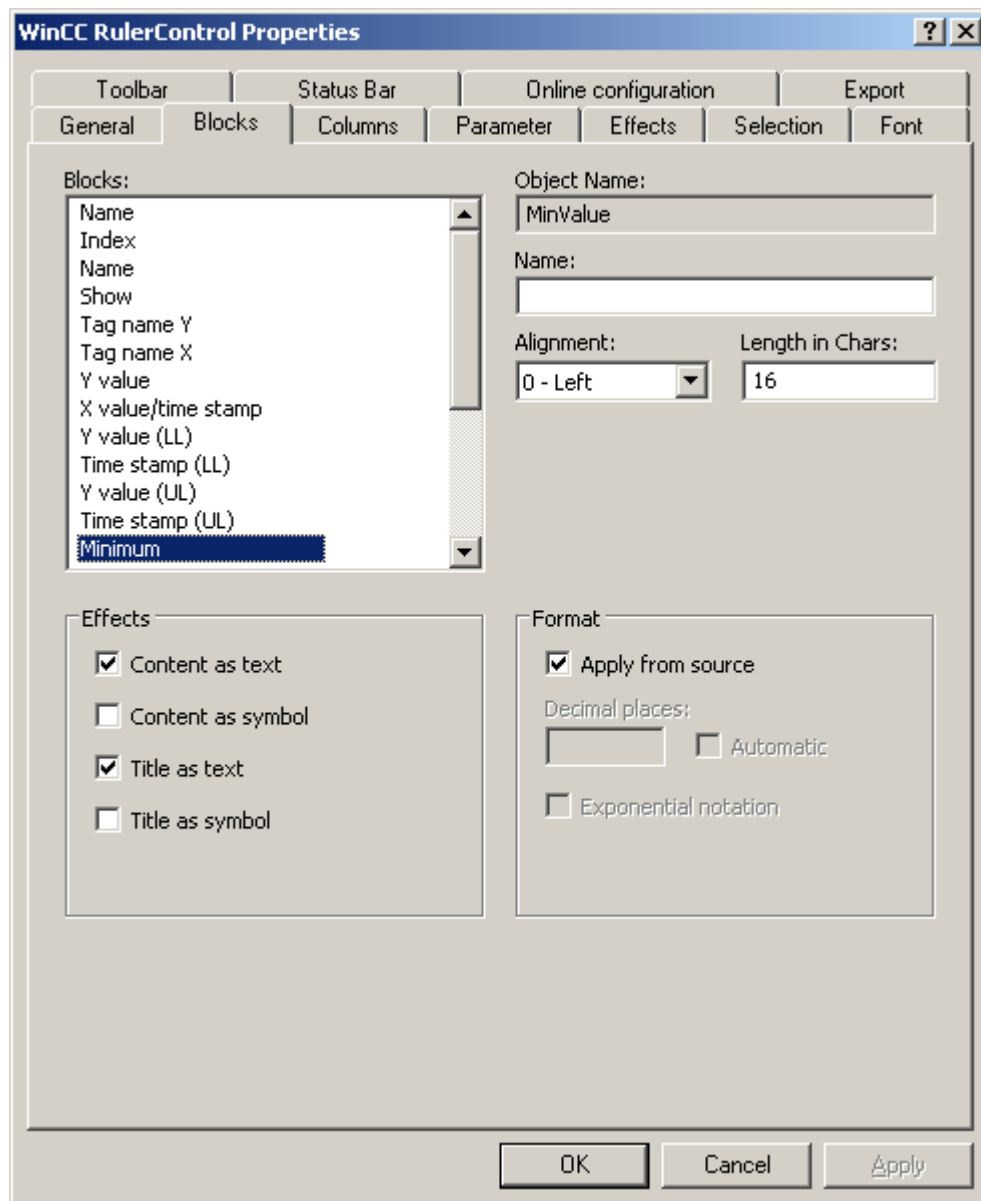 WinCC RulerControl Properties
Toolbar Status Bar Online configuration Export
General Blocks Columns Parameter Effects Selection Font
Blocks:
Name
Index
Name
Show
Tag name Y
Tag name X
Y value
X value/time stamp
Y value (LL)
Time stamp (LL)
Y value (UL)
Time stamp (UL)
Minimum
Object Name:
MinValue
Name:
Alignment: Length in Chars:
0 - Left 16
Effects
Content as text
Content as symbol
Title as text
Title as symbol
Format
Apply from source
Decimal places:
Automatic
Exponential notation
OK Cancel Apply